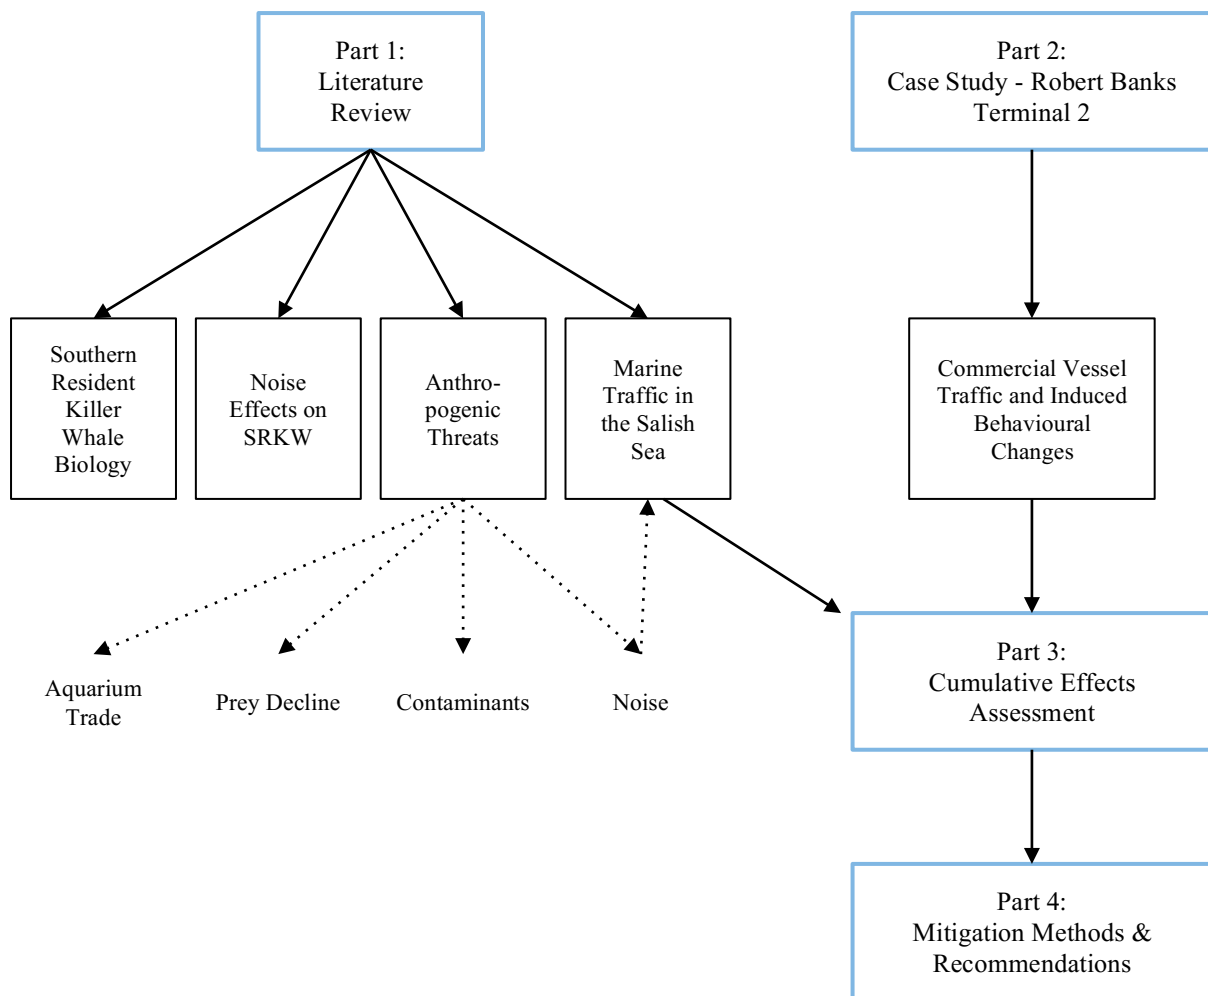 Part 1:
Literature
Review
Part 2:
Case Study - Robert Banks
Terminal 2
Southern
Resident
Killer
Whale
Biology
Noise
Effects on
SRKW
Anthro-
pogenic
Threats
Marine
Traffic in
the Salish
Sea
Commercial Vessel
Traffic and Induced
Behavioural
Changes
Aquarium
Trade
Prey Decline
Contaminants
Noise
Part 3:
Cumulative Effects
Assessment
Part 4:
Mitigation Methods &
Recommendations